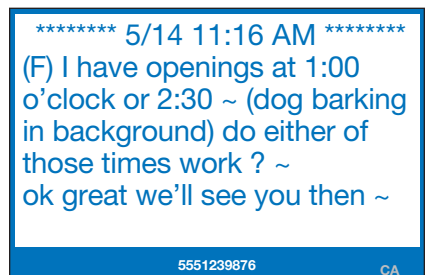 ******** 5/14 11:16 AM ********
(F) I have openings at 1:00
o'clock or 2:30 ~ (dog barking
in background) do either of
those times work ? ~
ok great we'll see you then ~
5551239876
CA